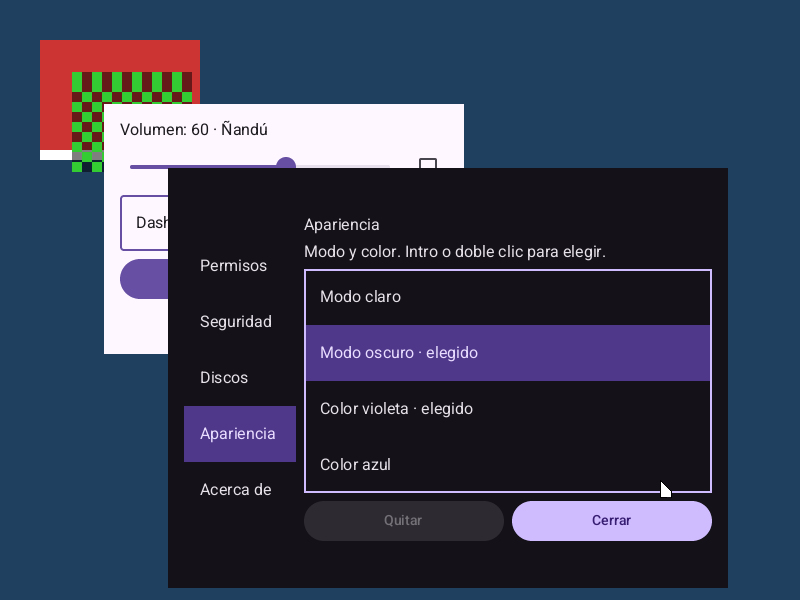 Volumen: 60 · Ñandú
Dash
Permisos
Seguridad
Discos
Apariencia
Acerca de
Apariencia
Modo y color. Intro o doble clic para elegir.
Modo claro
Modo oscuro · elegido
Color violeta · elegido
Color azul
Quitar
Cerrar